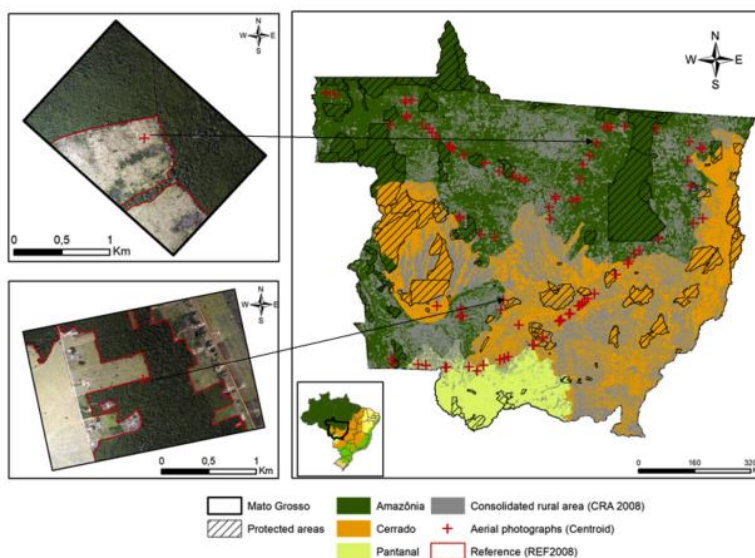 N
W E
S
0 0,5 1
Km
N
W E
S
0 0,5 1
Km
N
W E
S
0 160 320
Mato Grosso
Protected areas
Amazônia
Cerrado
Pantanal
Consolidated rural area (CRA 2008)
Aerial photographs (Centroid)
Reference (REF2008)